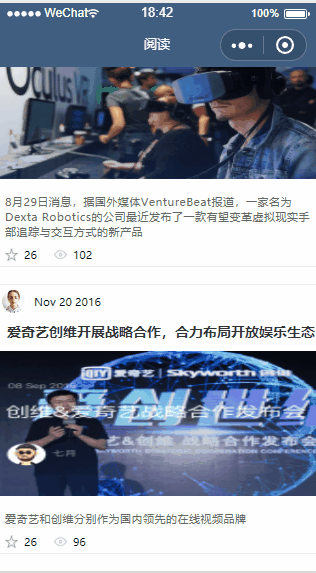 WeChat 18:42 100%
阅读
Oculus VR
8月29日消息，据国外媒体VentureBeat报道，一家名为
Dexta Robotics的公司最近发布了一款有望变革虚拟现实手
部追踪与交互方式的新产品
26 102
Nov 20 2016
爱奇艺创维开展战略合作，合力布局开放娱乐生态
爱奇艺 Skyworth
08 Sep
创维&爱奇艺战略合作发布会
艺&创维 战略合作发布会
七月
爱奇艺和创维分别作为国内领先的在线视频品牌
26 96